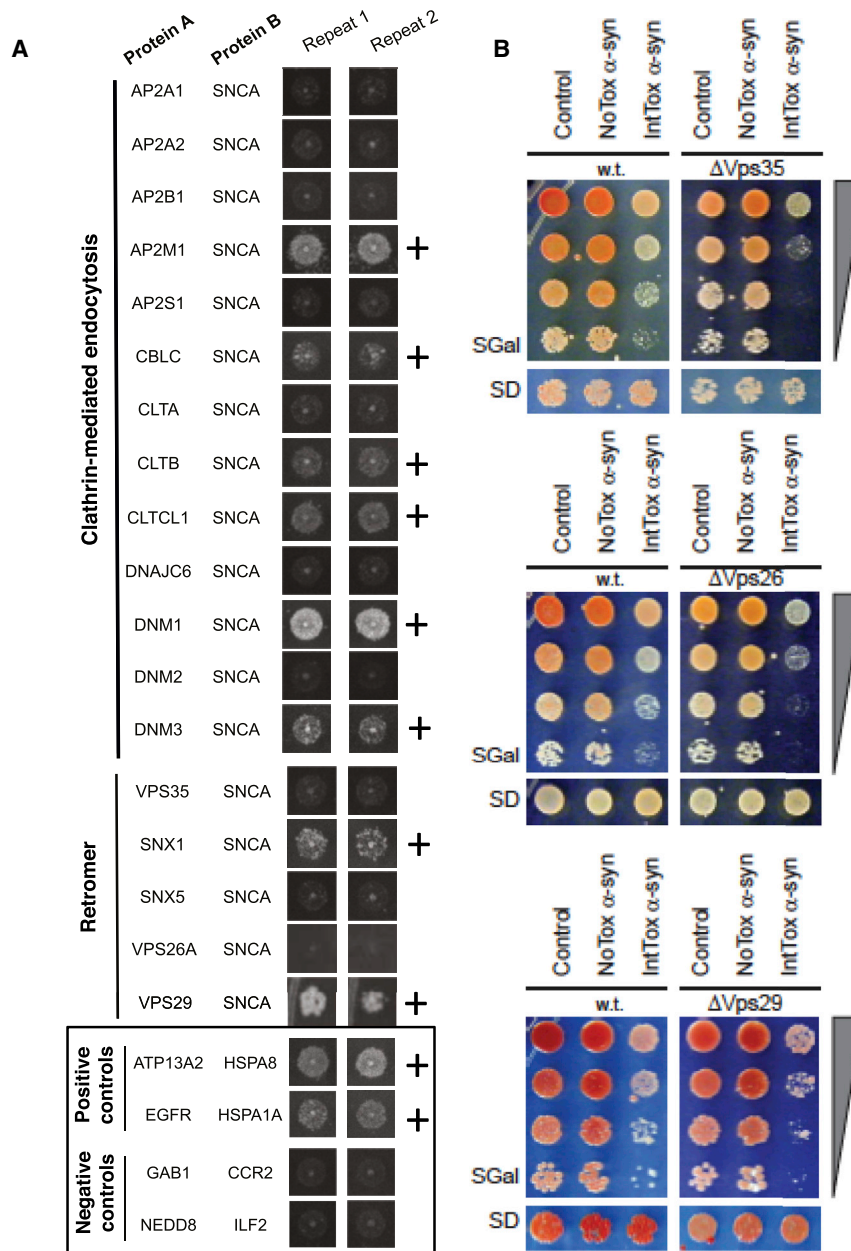 A
Protein A Protein B Repeat 1 Repeat 2
Clathrin-mediated endocytosis
AP2A1 SNCA
AP2A2 SNCA
AP2B1 SNCA
AP2M1 SNCA +
AP2S1 SNCA
CBLC SNCA +
CLTA SNCA
CLTB SNCA +
CLTCL1 SNCA +
DNAJC6 SNCA
DNM1 SNCA +
DNM2 SNCA
DNM3 SNCA +
Retromer
VPS35 SNCA
SNX1 SNCA +
SNX5 SNCA
VPS26A SNCA
VPS29 SNCA +
Positive controls
ATP13A2 HSPA8 +
EGFR HSPA1A +
Negative controls
GAB1 CCR2
NEDD8 ILF2
B
Control NoTox α-syn IntTox α-syn Control NoTox α-syn IntTox α-syn
w.t. ΔVps35
SGal
SD
Control NoTox α-syn IntTox α-syn Control NoTox α-syn IntTox α-syn
w.t. ΔVps26
SGal
SD
Control NoTox α-syn IntTox α-syn Control NoTox α-syn IntTox α-syn
w.t. ΔVps29
SGal
SD